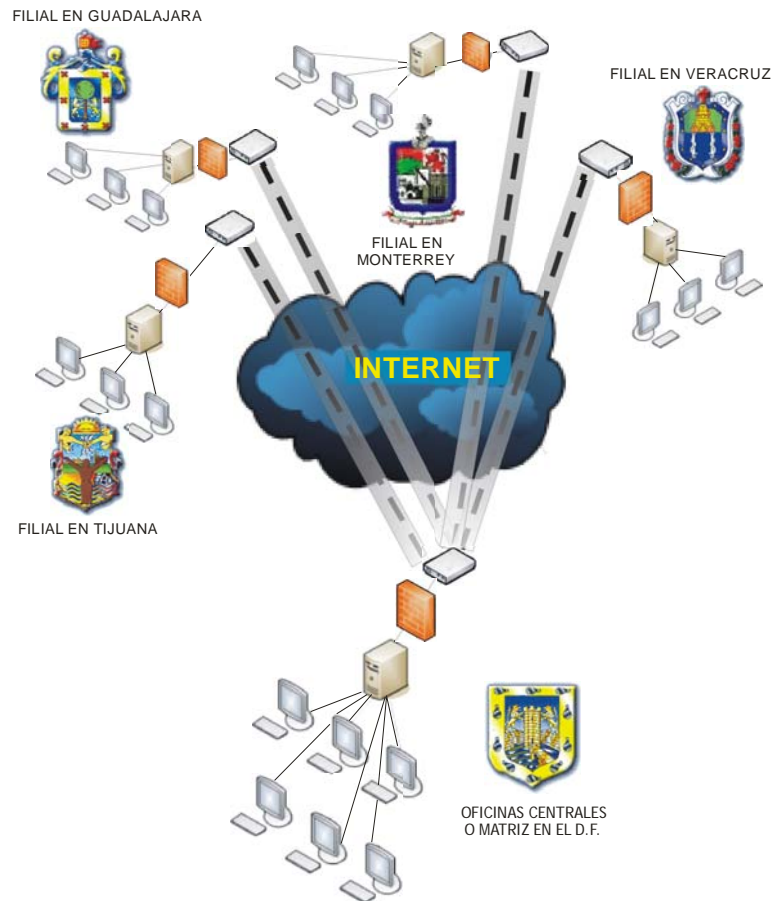 FILIAL EN GUADALAJARA
FILIAL EN VERACRUZ
FILIAL EN
MONTERREY
INTERNET
FILIAL EN TIJUANA
OFICINAS CENTRALES
O MATRIZ EN EL D.F.